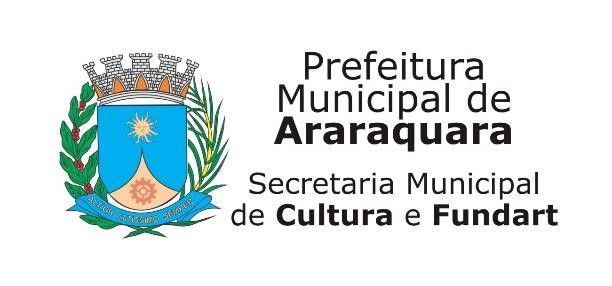 Prefeitura
Municipal de
Araraquara
Secretaria Municipal
de Cultura e Fundart